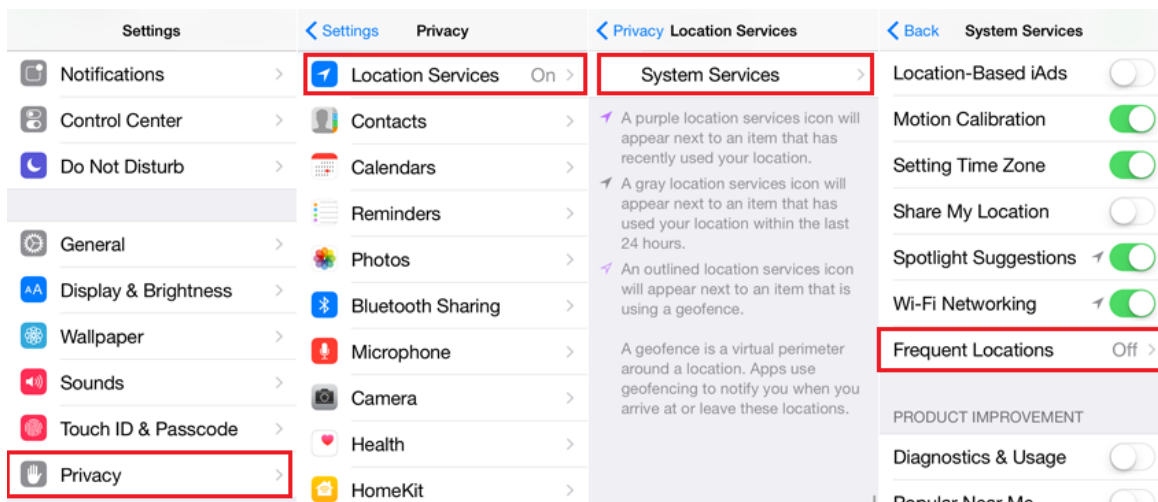 Settings
Notifications
Control Center
Do Not Disturb
General
AA Display & Brightness
Wallpaper
Sounds
Touch ID & Passcode
Privacy
Settings Privacy
Location Services On
Contacts
Calendars
Reminders
Photos
Bluetooth Sharing
Microphone
Camera
Health
HomeKit
Privacy Location Services
System Services
A purple location services icon will
appear next to an item that has
recently used your location.
A gray location services icon will
appear next to an item that has
used your location within the last
24 hours.
An outlined location services icon
will appear next to an item that is
using a geofence.
A geofence is a virtual perimeter
around a location. Apps use
geofencing to notify you when you
arrive at or leave these locations.
Back System Services
Location-Based iAds
Motion Calibration
Setting Time Zone
Share My Location
Spotlight Suggestions
Wi-Fi Networking
Frequent Locations Off
PRODUCT IMPROVEMENT
Diagnostics & Usage
Popular Near Me